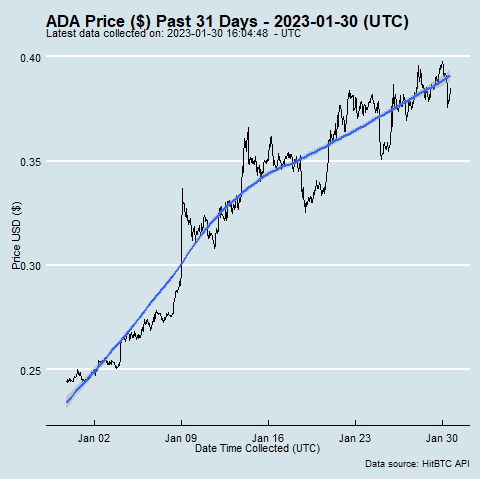 ADA Price ($) Past 31 Days - 2023-01-30 (UTC)
Latest data collected on: 2023-01-30 16:04:48  - UTC
0.40
0.35
0.30
0.25
Price USD ($)
Jan 02
Jan 09
Jan 16
Jan 23
Jan 30
Date Time Collected (UTC)
Data source: HitBTC API